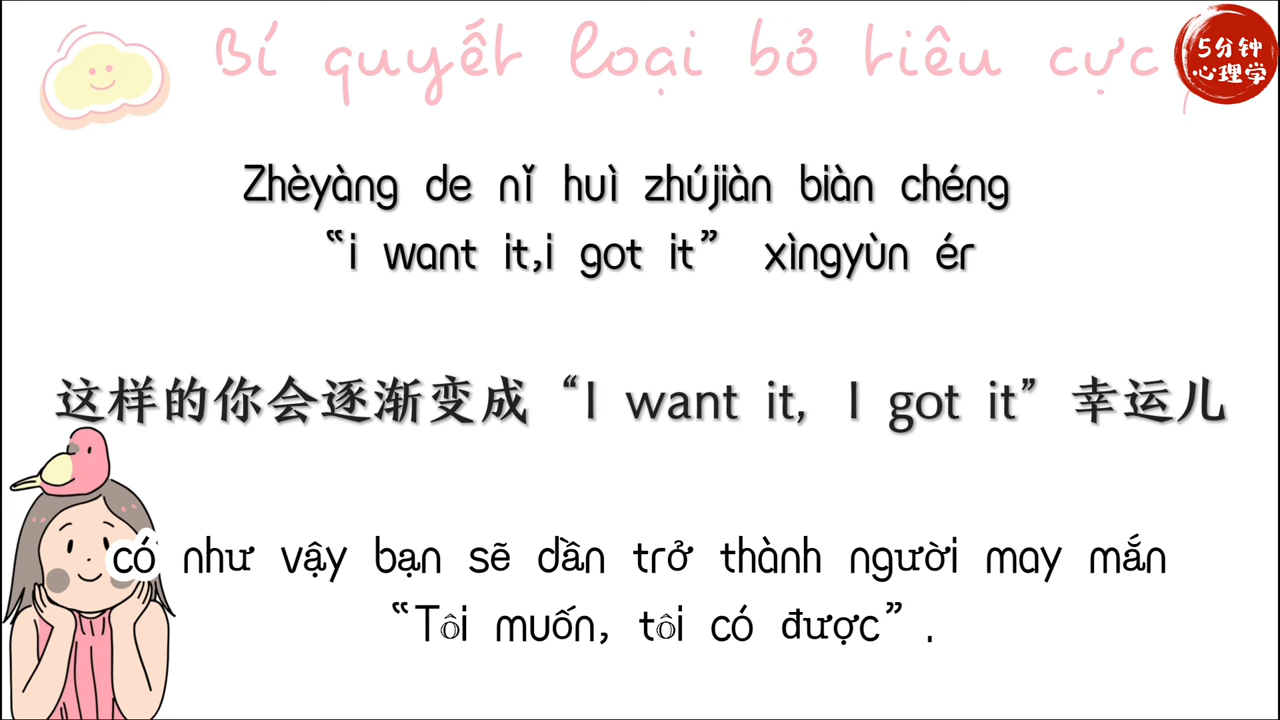 Bí quyết loại bỏ tiêu cực
5分钟
心理学
Zhèyàng de nǐ huì zhújiàn biàn chéng
“i want it,i got it” xìngyùn ér
这样的你会逐渐变成“I want it, I got it”幸运儿
có như vậy bạn sẽ dần trở thành người may mắn
“Tôi muốn, tôi có được”.